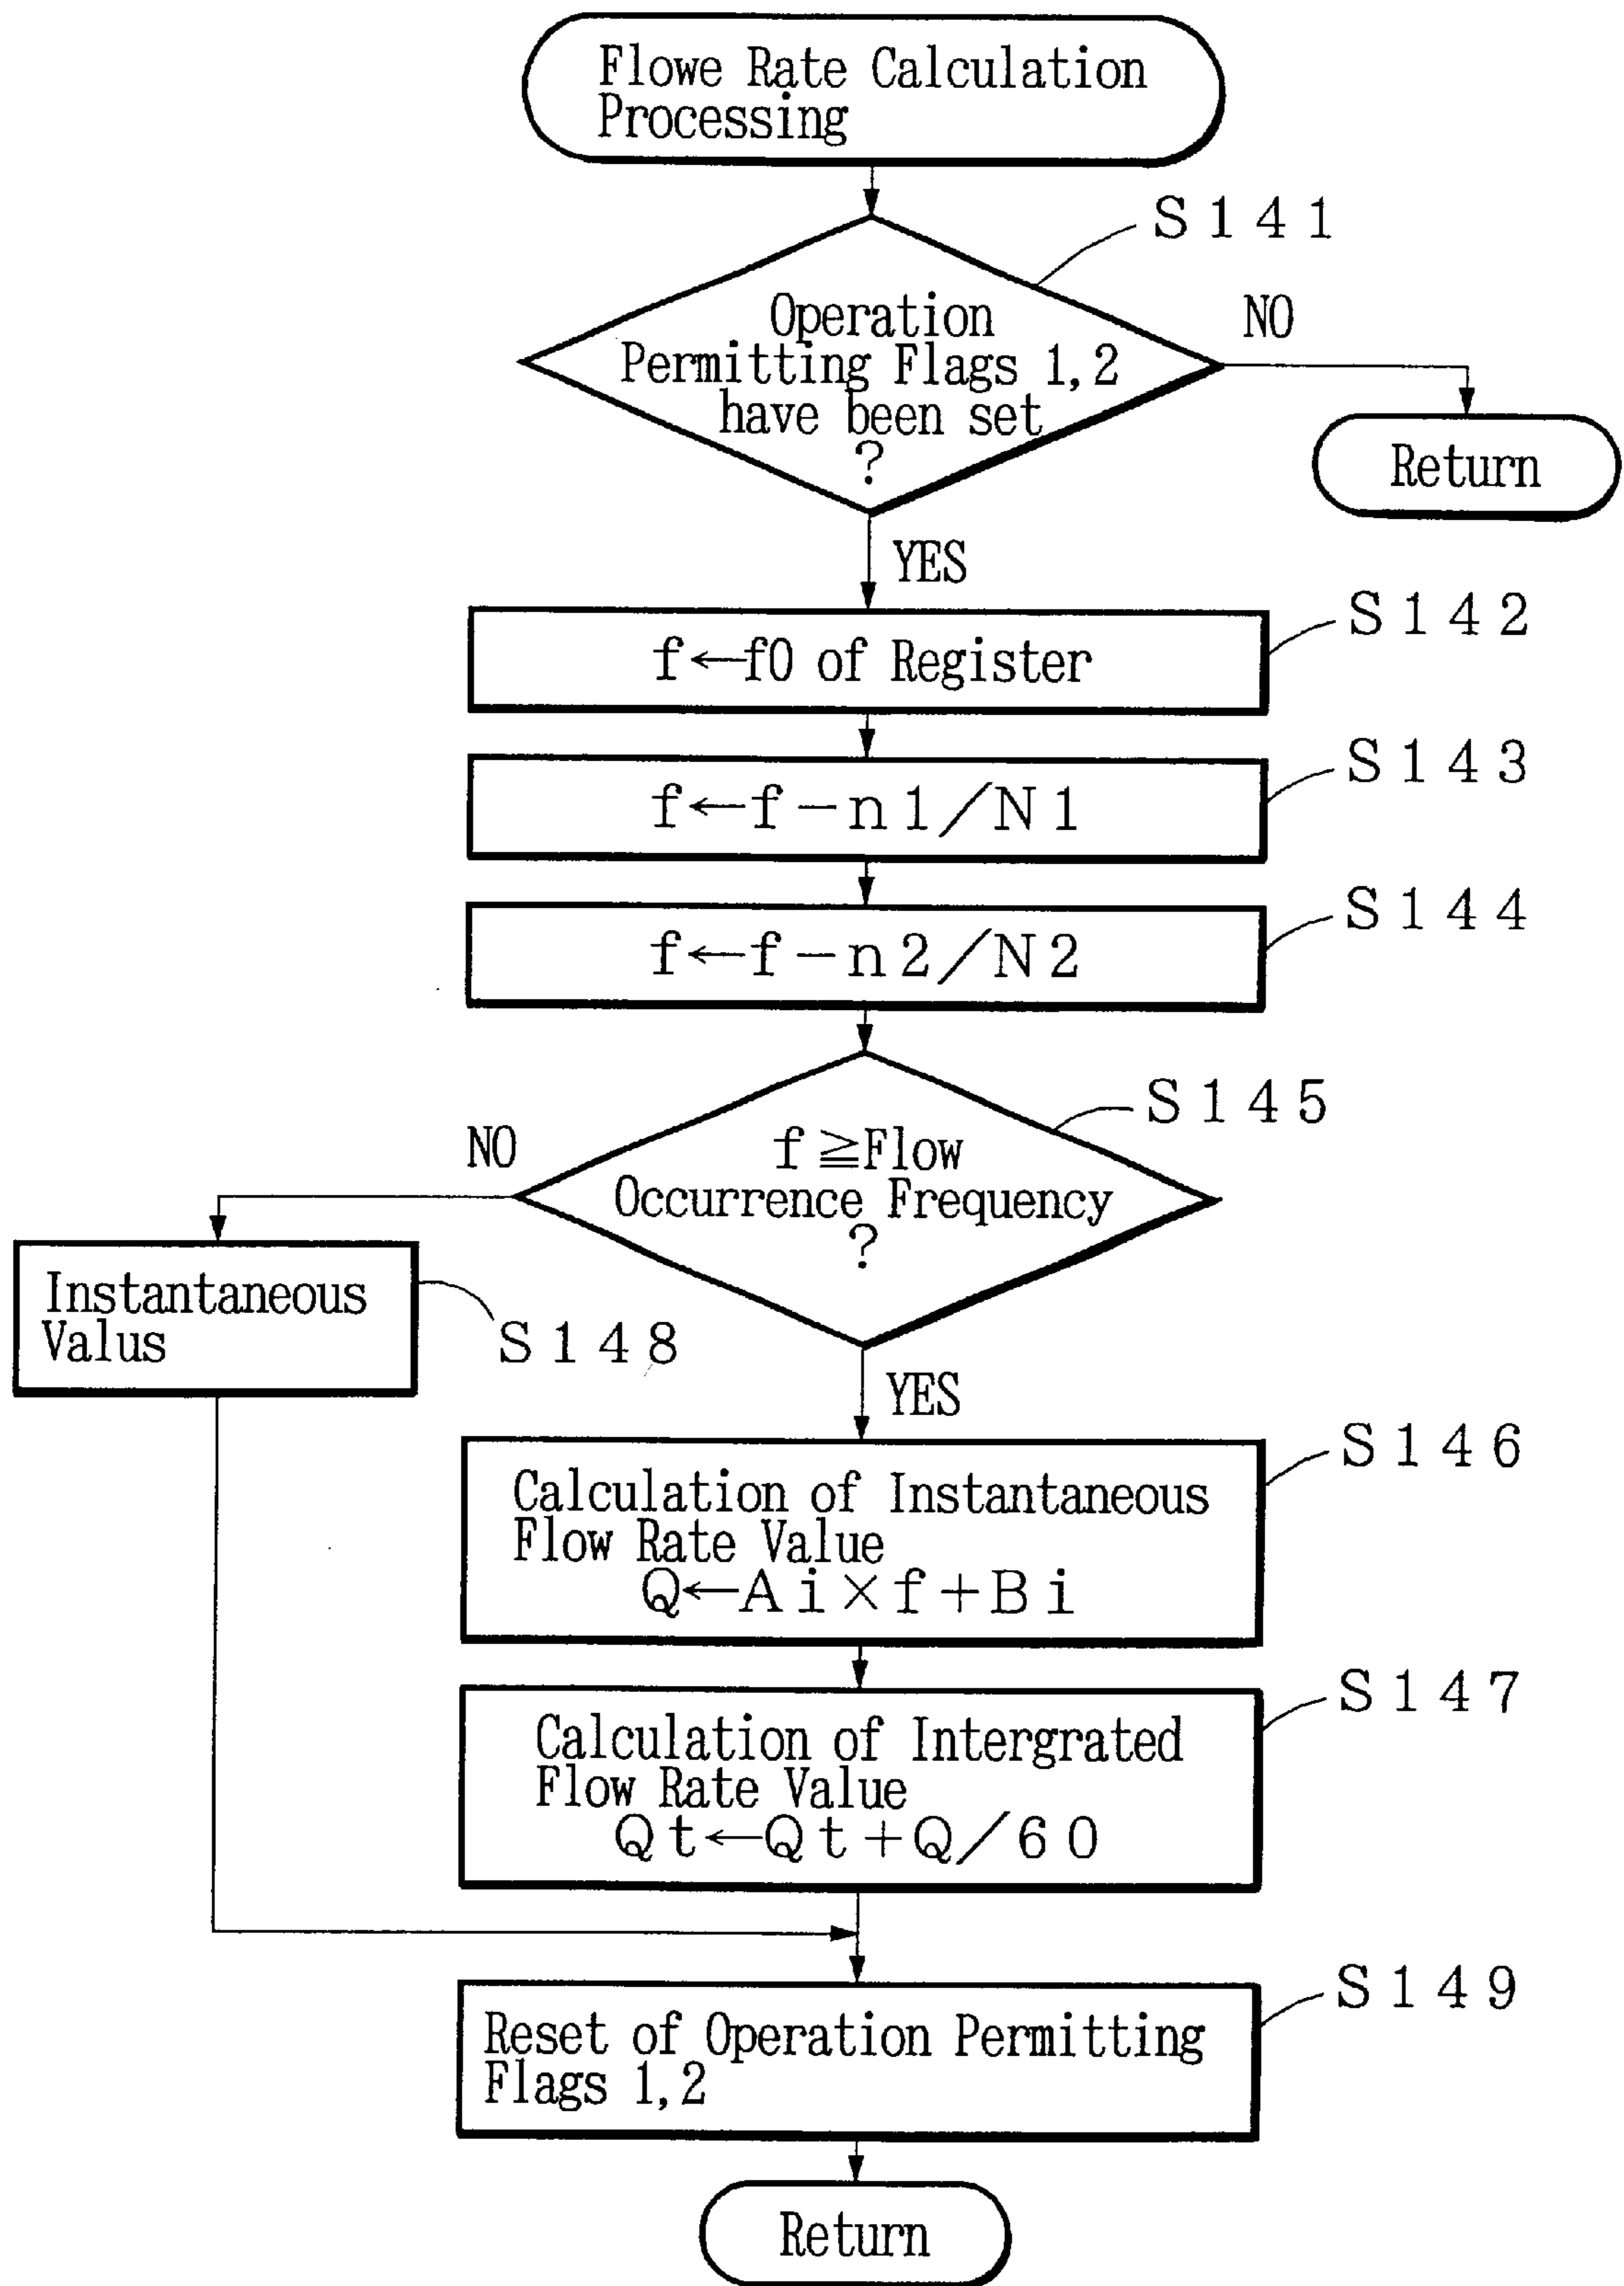 Flowe Rate Calculation
Processing
S141
Operation
Permitting Flags 1,2
have been set
?
NO
Return
YES
S142
f←f0 of Register
S143
f←f−n1/N1
S144
f←f−n2/N2
S145
f≧Flow
Occurrence Frequency
?
NO
Instantaneous
Valus
S148
YES
S146
Calculation of Instantaneous
Flow Rate Value
Q←Ai×f+Bi
S147
Calculation of Intergrated
Flow Rate Value
Qt←Qt+Q/60
S149
Reset of Operation Permitting
Flags 1,2
Return